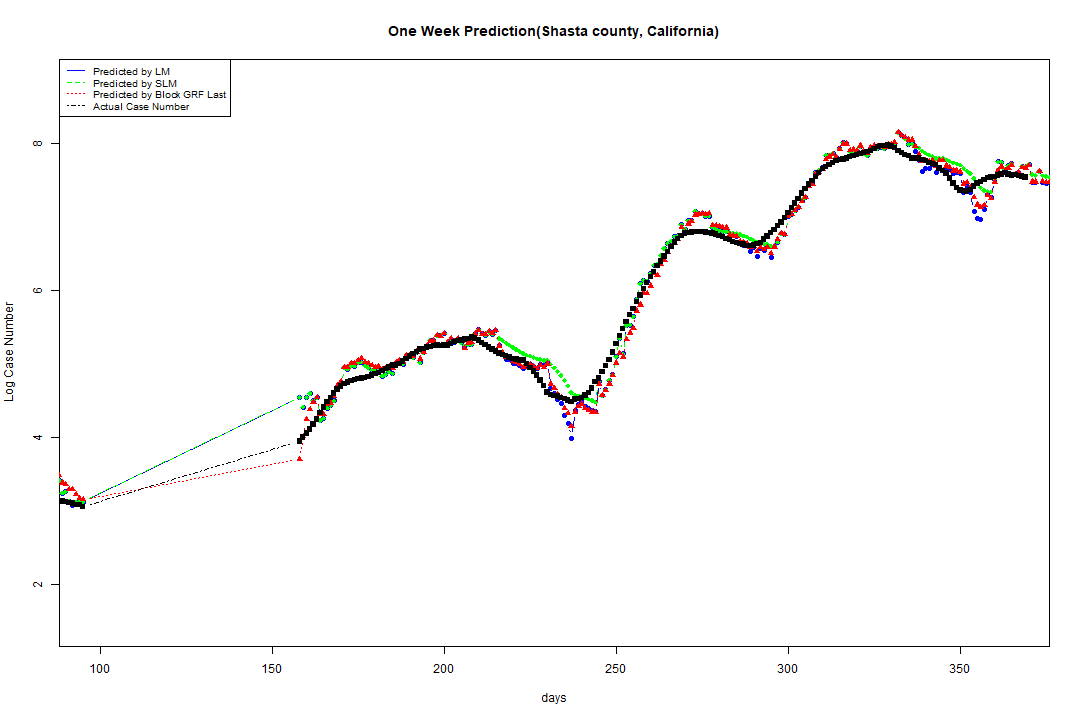 One Week Prediction(Shasta county, California)
Predicted by LM
Predicted by SLM
Predicted by Block GRF Last
Actual Case Number
8
6
4
2
Log Case Number
100 150 200 250 300 350
days